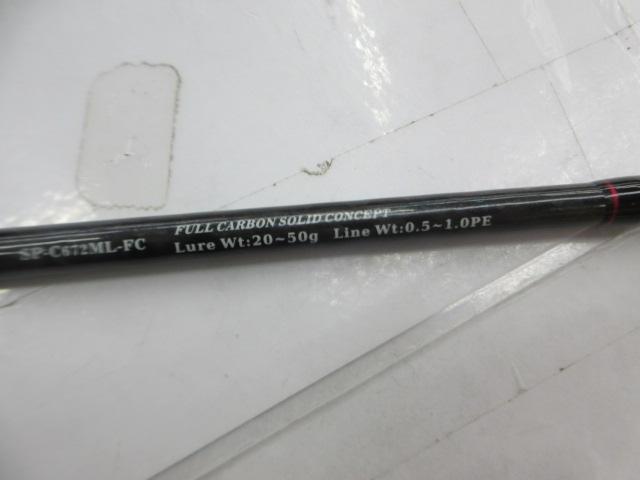 SP-C672ML-FC
FULL CARBON SOLID CONCEPT
Lure Wt:20~50g Line Wt:0.5~1.0PE